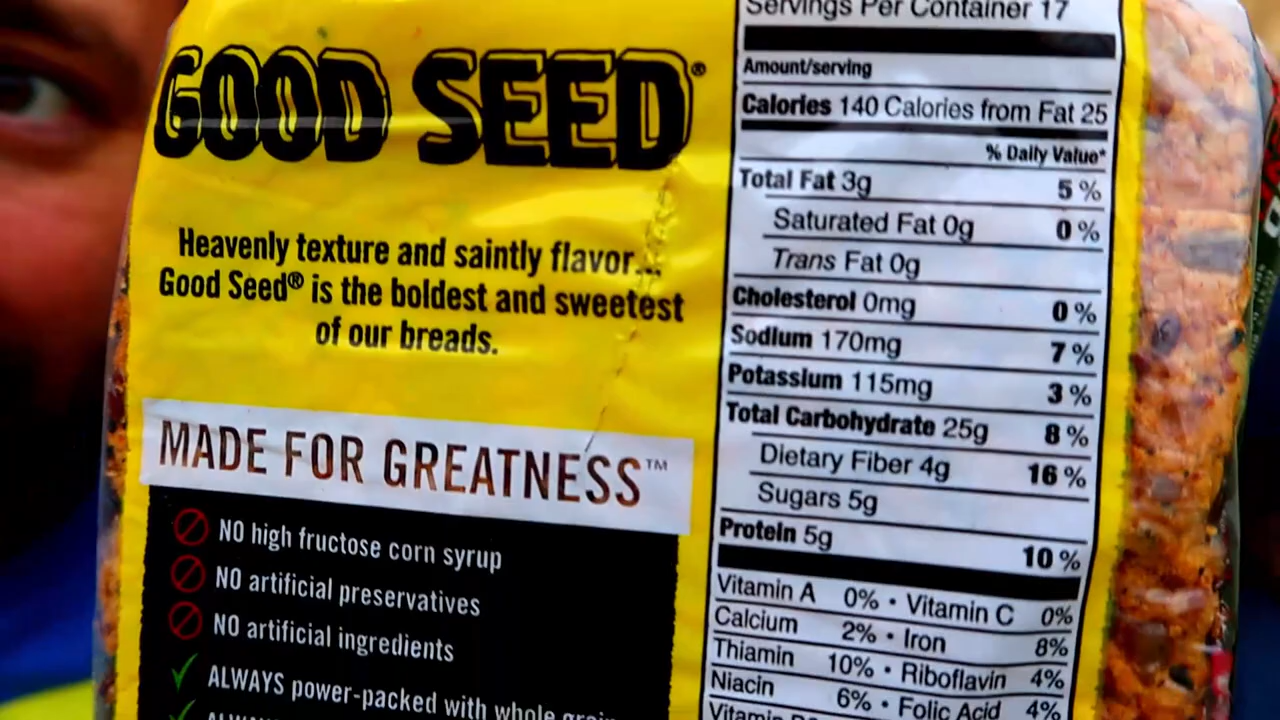 GOOD SEED®
Heavenly texture and saintly flavor...
Good Seed® is the boldest and sweetest
of our breads.
MADE FOR GREATNESS™
NO high fructose corn syrup
NO artificial preservatives
NO artificial ingredients
ALWAYS power-packed with whole
Servings Per Container 17
Amount/serving
Calories 140 Calories from Fat 25
% Daily Value*
Total Fat 3g 5 %
Saturated Fat 0g 0 %
Trans Fat 0g
Cholesterol 0mg 0 %
Sodium 170mg 7 %
Potassium 115mg 3 %
Total Carbohydrate 25g 8 %
Dietary Fiber 4g 16 %
Sugars 5g
Protein 5g 10 %
Vitamin A 0% • Vitamin C 0%
Calcium 2% • Iron 8%
Thiamin 10% • Riboflavin 4%
Niacin 6% • Folic Acid 4%